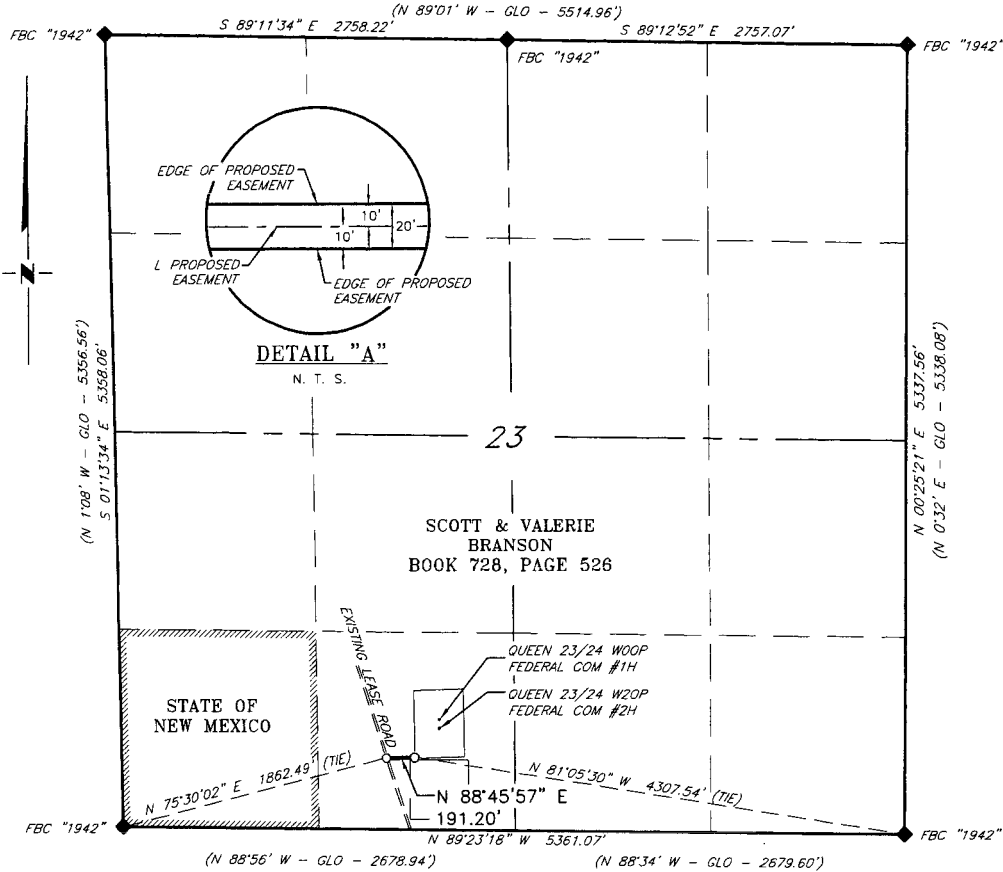 (N 89°01' W - GLO - 5514.96')
S 89°11'34" E 2758.22'
S 89°12'52" E 2757.07'
FBC "1942"
FBC "1942"
FBC "1942"
EDGE OF PROPOSED
EASEMENT
10'
20'
10'
L PROPOSED
EASEMENT
EDGE OF PROPOSED
EASEMENT
N
DETAIL "A"
N. T. S.
(N 1°08' W - GLO - 5356.56')
S 01°13'34" E 5358.06'
N 00°25'21" E 5337.56'
(N 0°32' E - GLO - 5338.08')
23
SCOTT & VALERIE
BRANSON
BOOK 728, PAGE 526
EXISTING LEASE ROAD
QUEEN 23/24 W0OP
FEDERAL COM #1H
QUEEN 23/24 W2OP
FEDERAL COM #2H
STATE OF
NEW MEXICO
N 75°30'02" E 1862.49' (TIE)
N 81°05'30" W 4307.54' (TIE)
N 88°45'57" E
191.20'
FBC "1942"
N 89°23'18" W 5361.07'
FBC "1942"
(N 88°56' W - GLO - 2678.94')
(N 88°34' W - GLO - 2679.60')